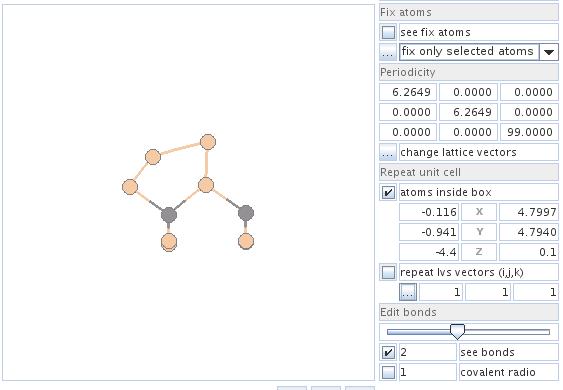 Fix atoms
see fix atoms
... fix only selected atoms
Periodicity
6.2649 0.0000 0.0000
0.0000 6.2649 0.0000
0.0000 0.0000 99.0000
... change lattice vectors
Repeat unit cell
atoms inside box
-0.116 X 4.7997
-0.941 Y 4.7940
-4.4 Z 0.1
repeat lvs vectors (i,j,k)
... 1 1 1
Edit bonds
2 see bonds
1 covalent radio